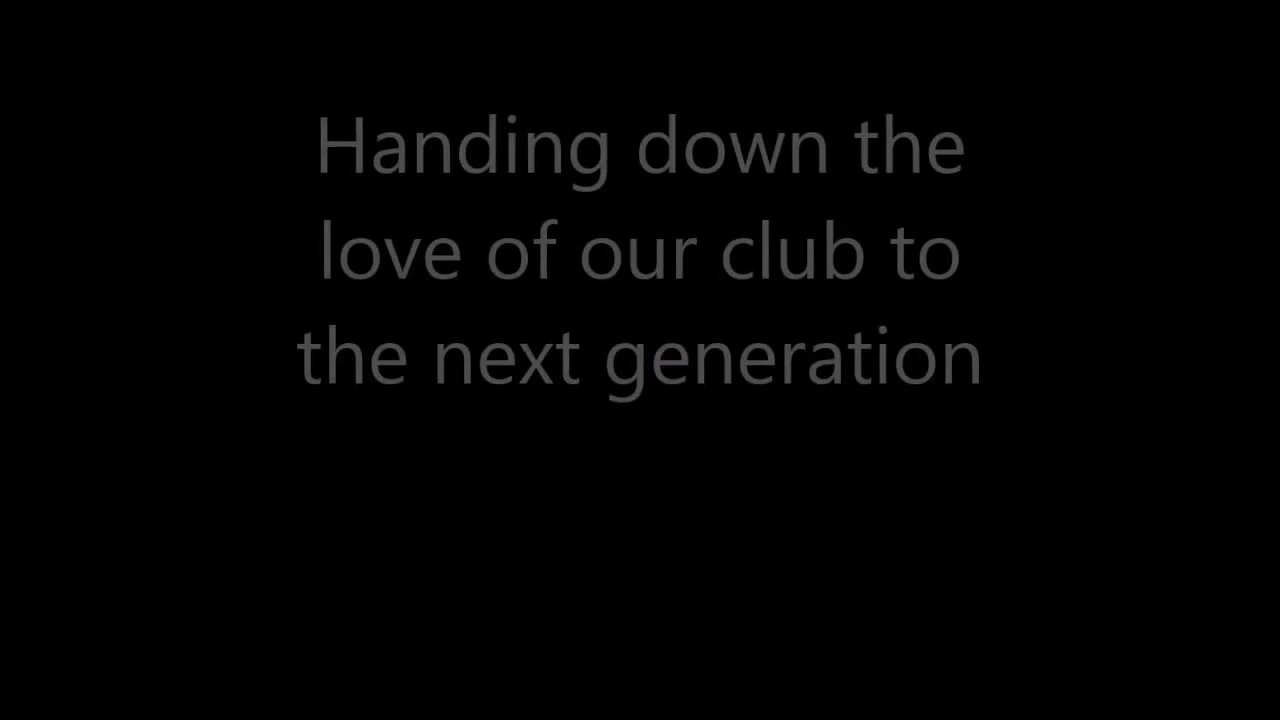 Handing down the
love of our club to
the next generation